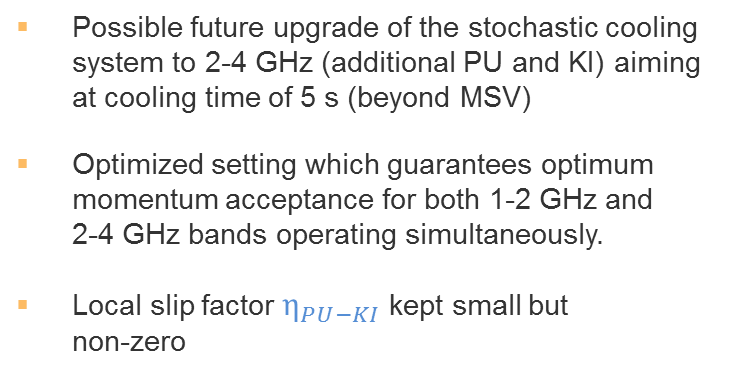 ▪ Possible future upgrade of the stochastic cooling
system to 2-4 GHz (additional PU and KI) aiming
at cooling time of 5 s (beyond MSV)
▪ Optimized setting which guarantees optimum
momentum acceptance for both 1-2 GHz and
2-4 GHz bands operating simultaneously.
▪ Local slip factor η_{PU−KI} kept small but
non-zero